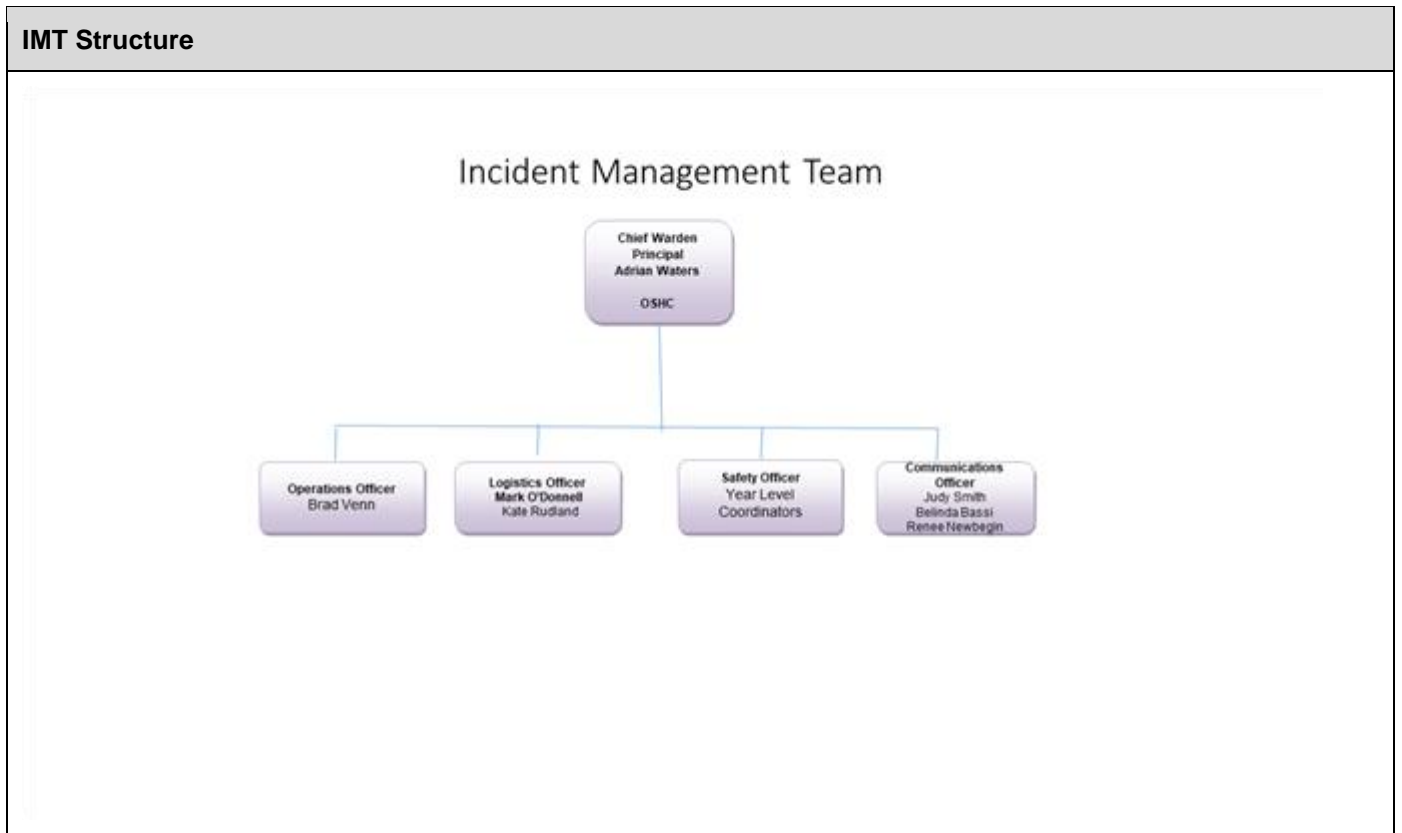 IMT Structure
Incident Management Team
Chief Warden
Principal
Adrian Waters
OSHC
Operations Officer
Brad Venn
Logistics Officer
Mark O'Donnell
Kate Rudland
Safety Officer
Year Level
Coordinators
Communications
Officer
Judy Smith
Belinda Bassi
Renee Newbegin